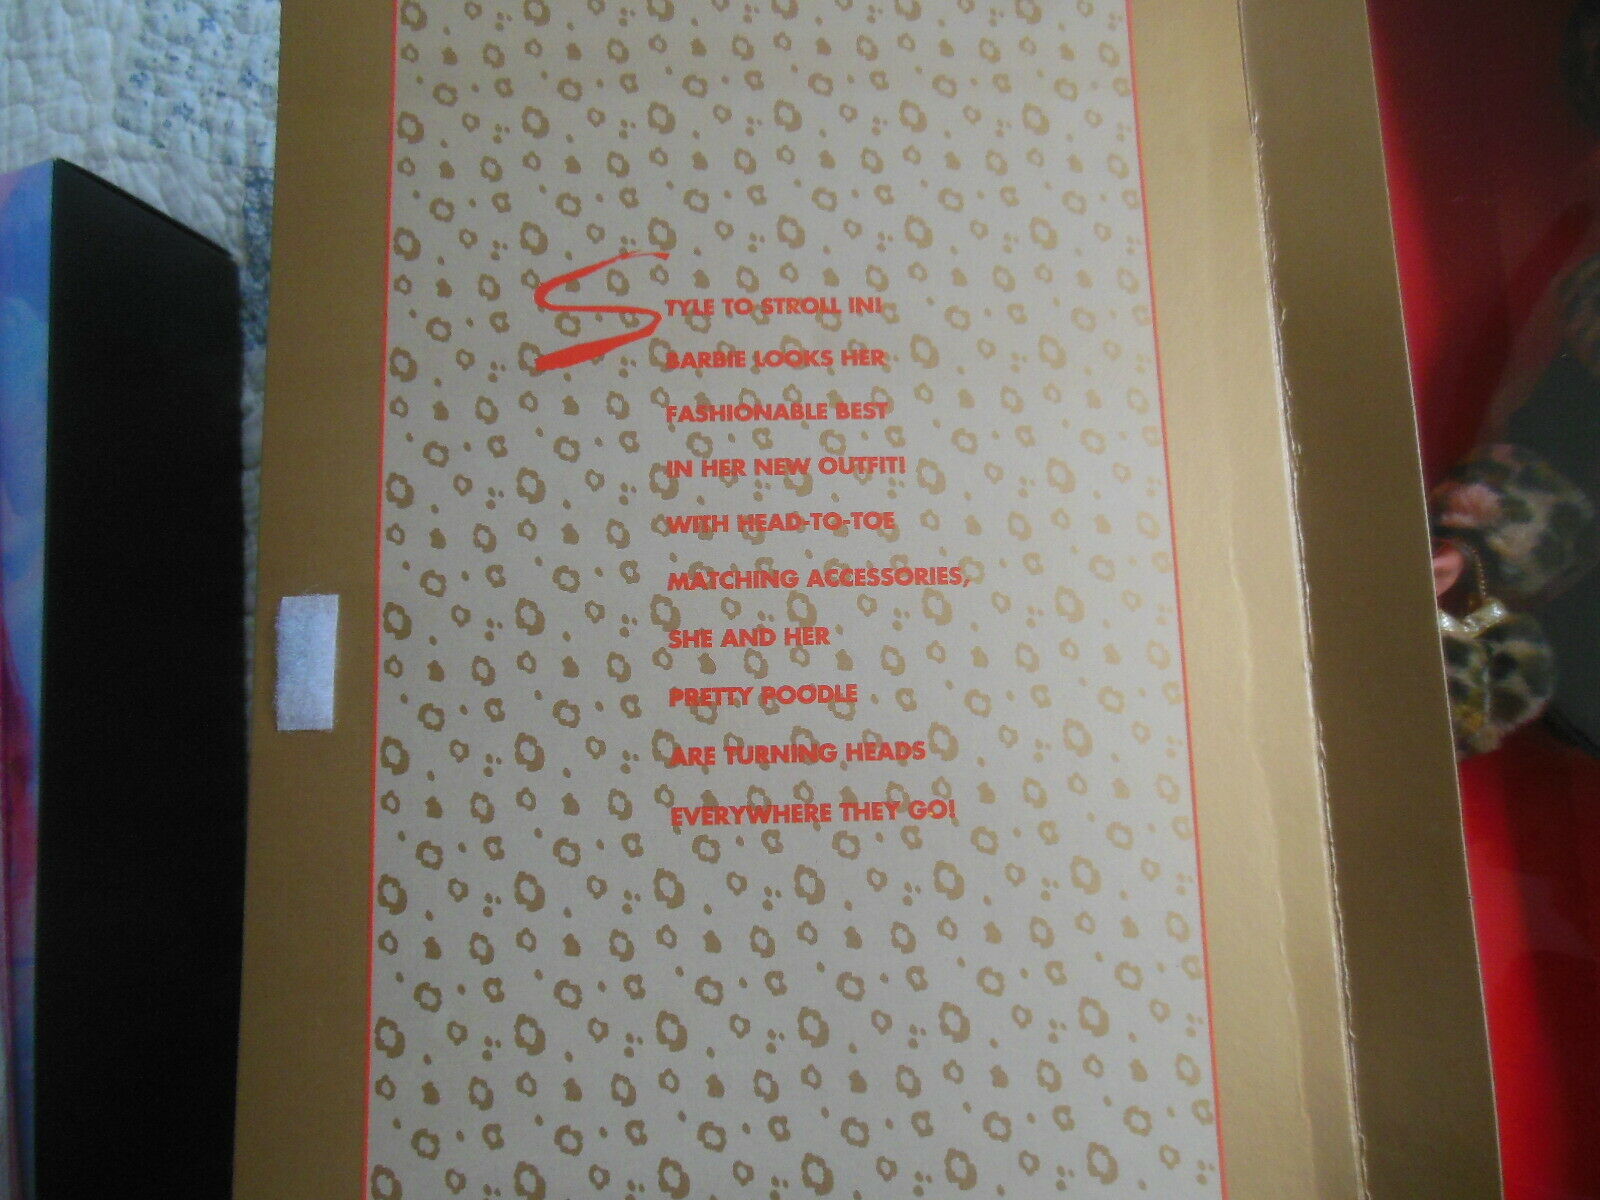 STYLE TO STROLL IN!
BARBIE LOOKS HER
FASHIONABLE BEST
IN HER NEW OUTFIT!
WITH HEAD-TO-TOE
MATCHING ACCESSORIES,
SHE AND HER
PRETTY POODLE
ARE TURNING HEADS
EVERYWHERE THEY GO!